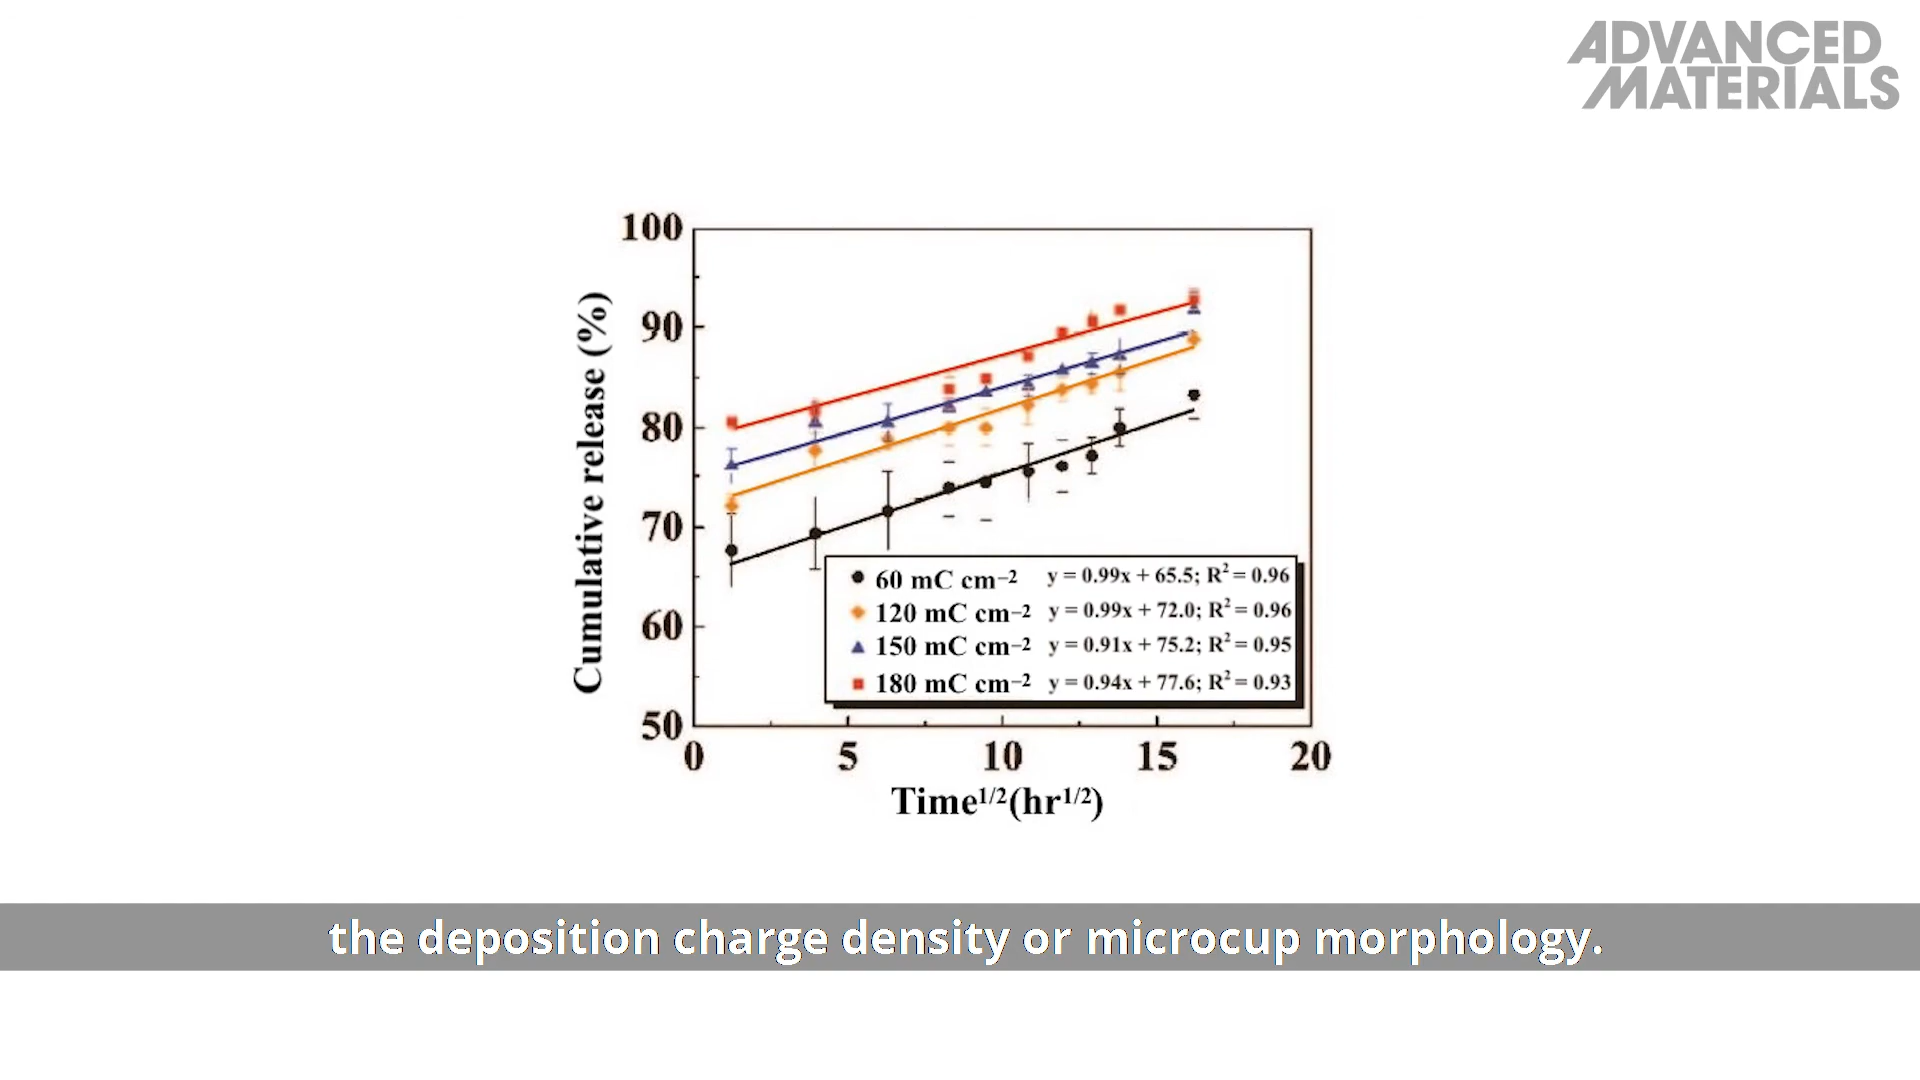 ADVANCED
MATERIALS
100
90
80
70
60
50
Cumulative release (%)
60 mC cm⁻² y = 0.99x + 65.5; R² = 0.96
120 mC cm⁻² y = 0.99x + 72.0; R² = 0.96
150 mC cm⁻² y = 0.91x + 75.2; R² = 0.95
180 mC cm⁻² y = 0.94x + 77.6; R² = 0.93
0 5 10 15 20
Time¹/²(hr¹/²)
the deposition charge density or microcup morphology.